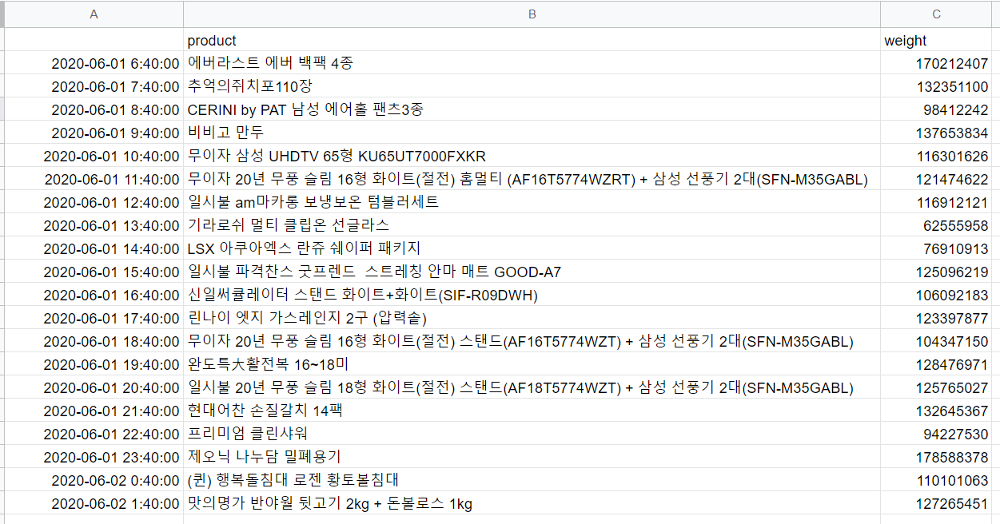 A B C
product weight
2020-06-01 6:40:00 에버라스트 에버 백팩 4종 170212407
2020-06-01 7:40:00 추억의쥐치포110장 132351100
2020-06-01 8:40:00 CERINI by PAT 남성 에어홀 팬츠3종 98412242
2020-06-01 9:40:00 비비고 만두 137653834
2020-06-01 10:40:00 무이자 삼성 UHDTV 65형 KU65UT7000FXKR 116301626
2020-06-01 11:40:00 무이자 20년 무풍 슬림 16형 화이트(절전) 홈멀티 (AF16T5774WZRT) + 삼성 선풍기 2대(SFN-M35GABL) 121474622
2020-06-01 12:40:00 일시불 am마카롱 보냉보온 텀블러세트 116912121
2020-06-01 13:40:00 기라로쉬 멀티 클립온 선글라스 62555958
2020-06-01 14:40:00 LSX 아쿠아엑스 란쥬 쉐이퍼 패키지 76910913
2020-06-01 15:40:00 일시불 파격찬스 굿프렌드  스트레칭 안마 매트 GOOD-A7 125096219
2020-06-01 16:40:00 신일써큘레이터 스탠드 화이트+화이트(SIF-R09DWH) 106092183
2020-06-01 17:40:00 린나이 엣지 가스레인지 2구 (압력솥) 123397877
2020-06-01 18:40:00 무이자 20년 무풍 슬림 16형 화이트(절전) 스탠드(AF16T5774WZT) + 삼성 선풍기 2대(SFN-M35GABL) 104347150
2020-06-01 19:40:00 완도특大활전복 16~18미 128476971
2020-06-01 20:40:00 일시불 20년 무풍 슬림 18형 화이트(절전) 스탠드(AF18T5774WZT) + 삼성 선풍기 2대(SFN-M35GABL) 125765027
2020-06-01 21:40:00 현대어찬 손질갈치 14팩 132645367
2020-06-01 22:40:00 프리미엄 클린샤워 94227530
2020-06-01 23:40:00 제오닉 나누담 밀폐용기 178588378
2020-06-02 0:40:00 (퀸) 행복돌침대 로젠 황토볼침대 110101063
2020-06-02 1:40:00 맛의명가 반야월 뒷고기 2kg + 돈볼로스 1kg 127265451